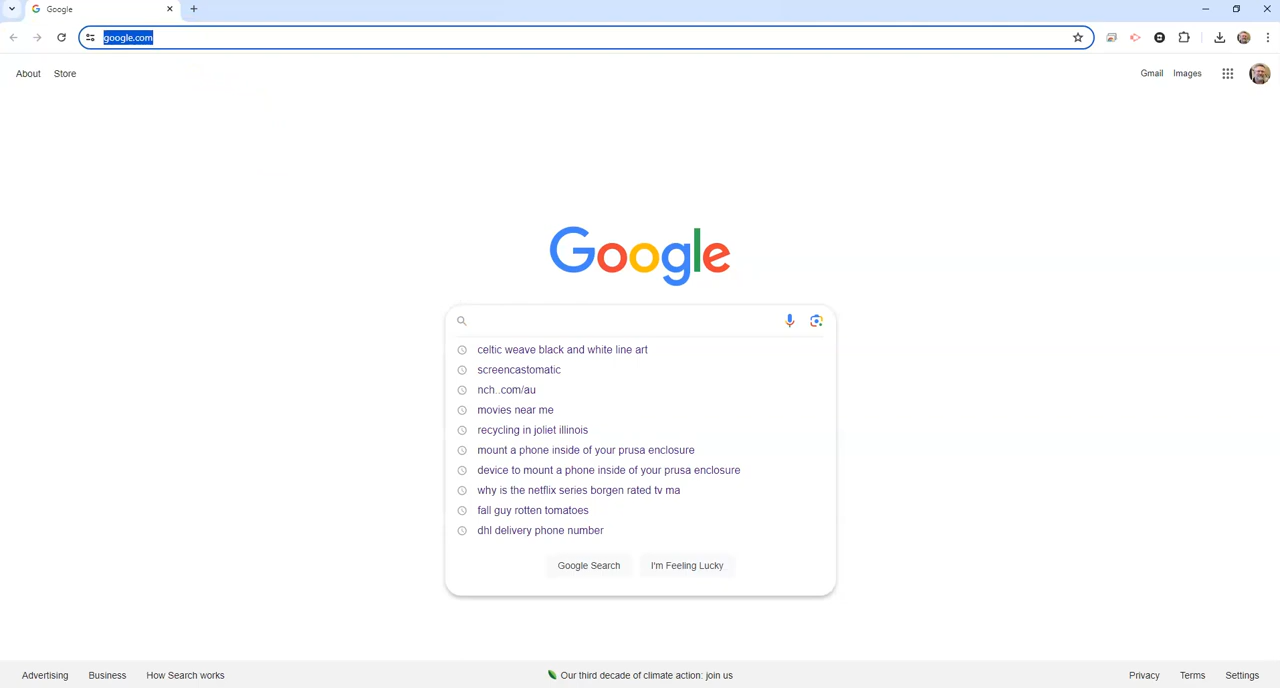 Google
google.com
About Store Gmail Images
Google
celtic weave black and white line art
screencastomatic
nch..com/au
movies near me
recycling in joliet illinois
mount a phone inside of your prusa enclosure
device to mount a phone inside of your prusa enclosure
why is the netflix series borgen rated tv ma
fall guy rotten tomatoes
dhl delivery phone number
Google Search I'm Feeling Lucky
Advertising Business How Search works Our third decade of climate action: join us Privacy Terms Settings